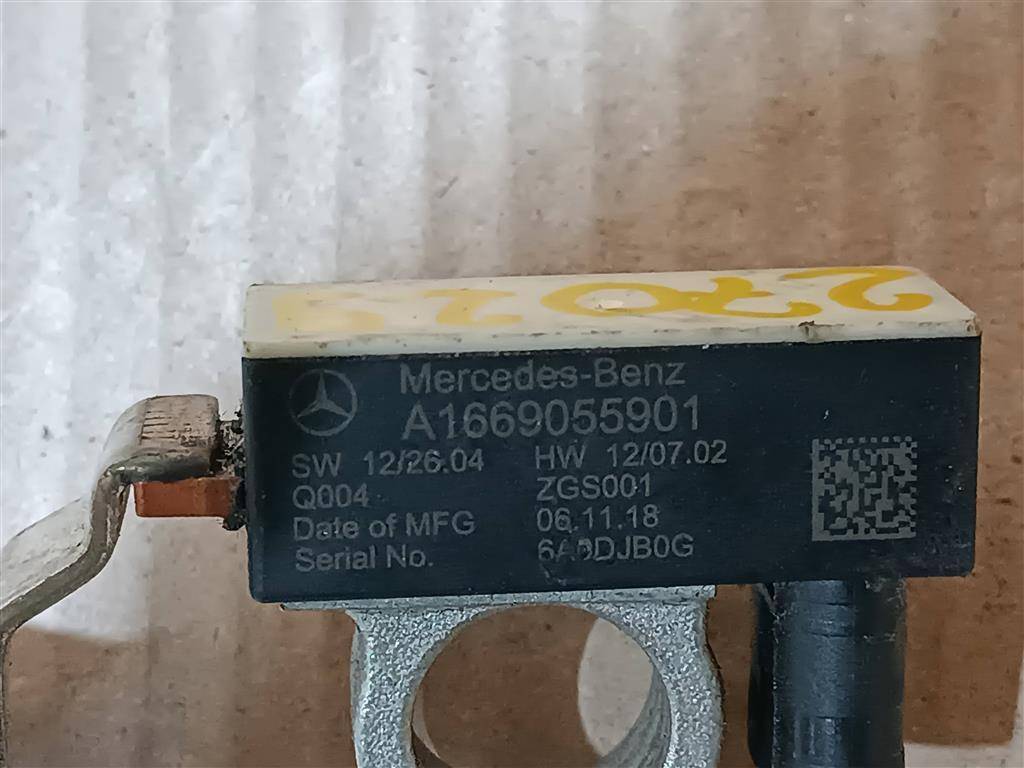 Mercedes-Benz
A1669055901
SW 12/26.04 HW 12/07.02
Q004 ZGS001
Date of MFG 06.11.18
Serial No.